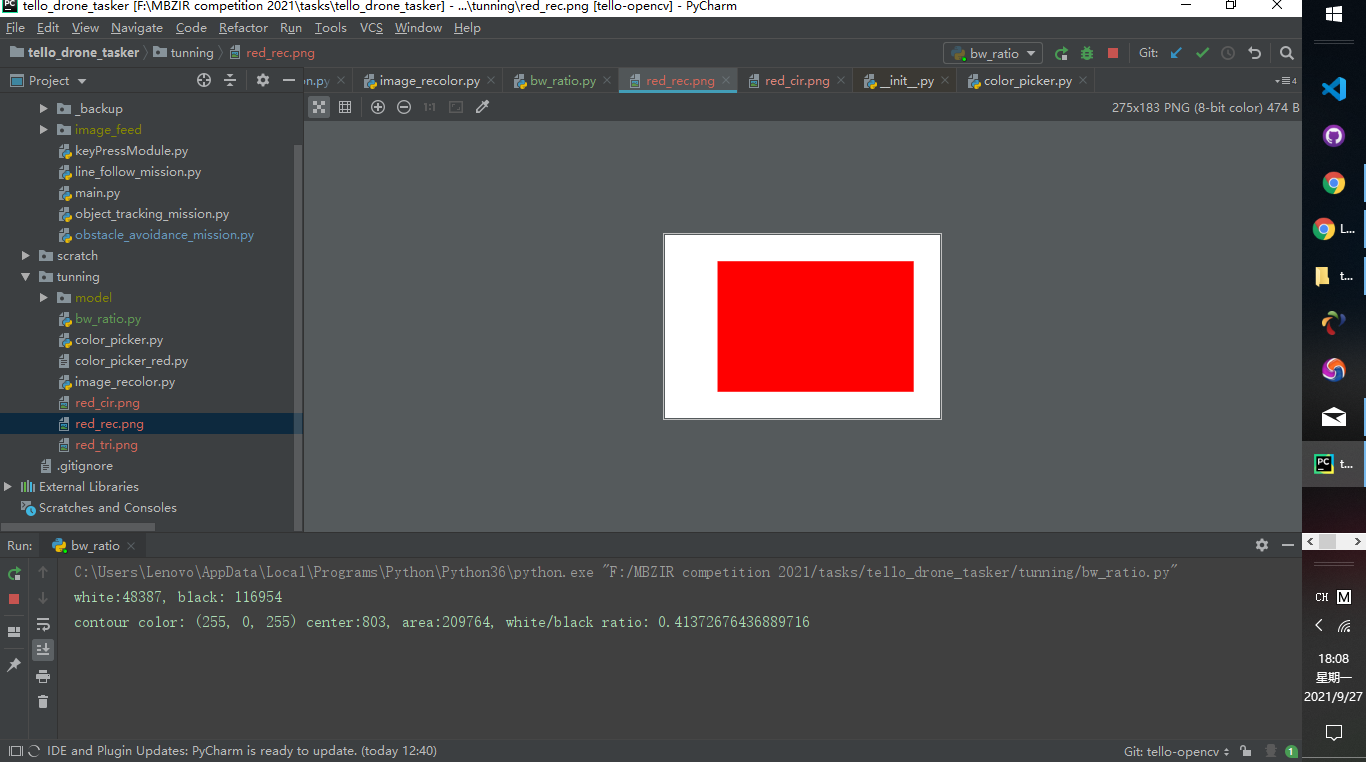 tello_drone_tasker [F:\MBZIR competition 2021\tasks\tello_drone_tasker] - ...\tunning\red_rec.png [tello-opencv] - PyCharm
File Edit View Navigate Code Refactor Run Tools VCS Window Help
tello_drone_tasker tunning red_rec.png
bw_ratio Git:
Project
on.py image_recolor.py bw_ratio.py red_rec.png red_cir.png __init__.py color_picker.py 4
1:1 275x183 PNG (8-bit color) 474 B
_backup
image_feed
keyPressModule.py
line_follow_mission.py
main.py
object_tracking_mission.py
obstacle_avoidance_mission.py
scratch
tunning
model
bw_ratio.py
color_picker.py
color_picker_red.py
image_recolor.py
red_cir.png
red_rec.png
red_tri.png
.gitignore
External Libraries
Scratches and Consoles
Run: bw_ratio
C:\Users\Lenovo\AppData\Local\Programs\Python\Python36\python.exe "F:/MBZIR competition 2021/tasks/tello_drone_tasker/tunning/bw_ratio.py"
white:48387, black: 116954
contour color: (255, 0, 255) center:803, area:209764, white/black ratio: 0.41372676436889716
IDE and Plugin Updates: PyCharm is ready to update. (today 12:40)
Git: tello-opencv 1
L...
t...
PC t...
CH M
18:08
星期一
2021/9/27